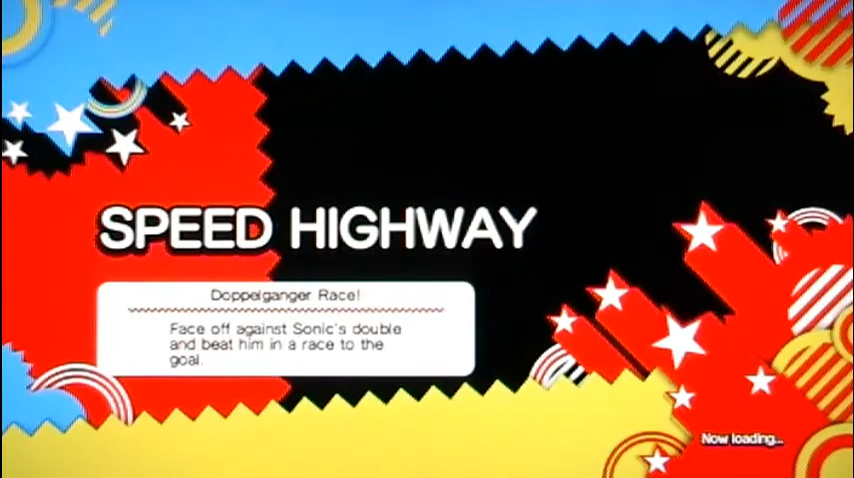 SPEED HIGHWAY
Doppelganger Race!
Face off against Sonic's double
and beat him in a race to the
goal.
Now loading...